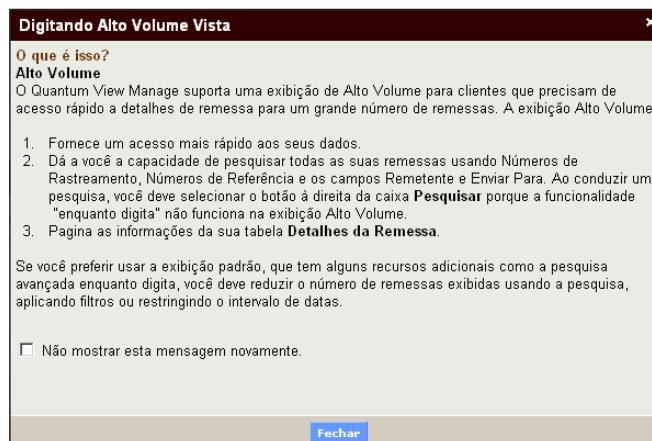 Digitando Alto Volume Vista
O que é isso?
Alto Volume
O Quantum View Manage suporta uma exibição de Alto Volume para clientes que precisam de
acesso rápido a detalhes de remessa para um grande número de remessas. A exibição Alto Volume
1. Fornece um acesso mais rápido aos seus dados.
2. Dá a você a capacidade de pesquisar todas as suas remessas usando Números de
Rastreamento, Números de Referência e os campos Remetente e Enviar Para. Ao conduzir um
pesquisa, você deve selecionar o botão à direita da caixa Pesquisar porque a funcionalidade
"enquanto digita" não funciona na exibição Alto Volume.
3. Pagina as informações da sua tabela Detalhes da Remessa.
Se você preferir usar a exibição padrão, que tem alguns recursos adicionais como a pesquisa
avançada enquanto digita, você deve reduzir o número de remessas exibidas usando a pesquisa,
aplicando filtros ou restringindo o intervalo de datas.
Não mostrar esta mensagem novamente.
Fechar